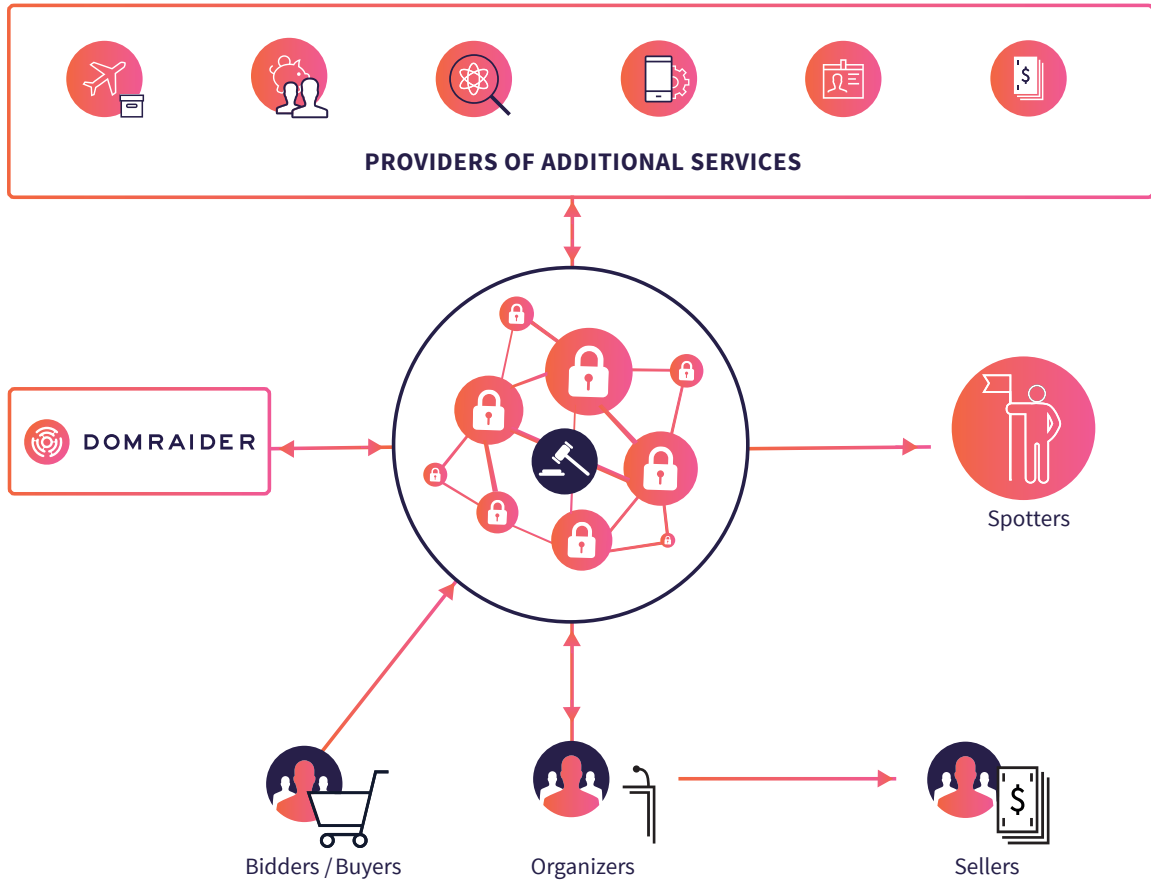 $
PROVIDERS OF ADDITIONAL SERVICES
DOMRAIDER
Spotters
$
Bidders / Buyers
Organizers
Sellers